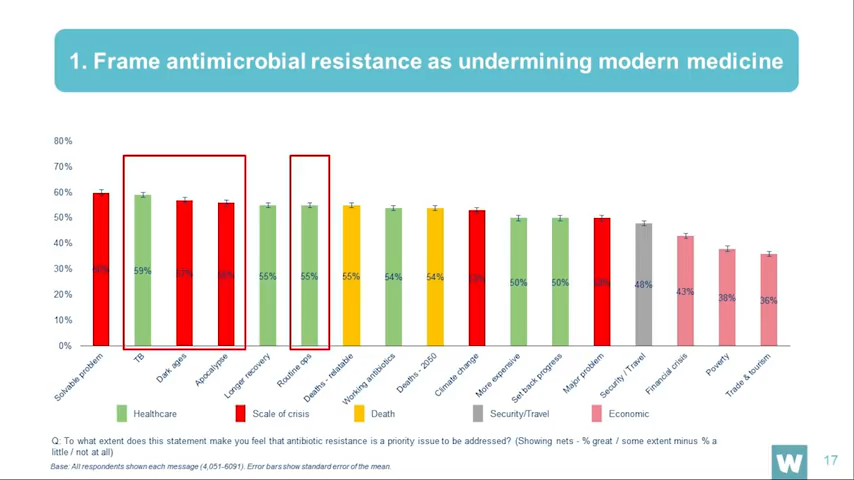 1. Frame antimicrobial resistance as undermining modern medicine
80%
70%
60%
50%
40%
30%
20%
10%
0%
60% 59% 57% 56% 55% 55% 55% 54% 54% 53% 50% 50% 50% 48% 43% 38% 36%
Solvable problem
TB
Dark ages
Apocalypse
Longer recovery
Routine ops
Deaths - relatable
Working antibiotics
Deaths - 2050
Climate change
More expensive
Set back progress
Major problem
Security / Travel
Financial crisis
Poverty
Trade & tourism
Healthcare Scale of crisis Death Security/Travel Economic
Q: To what extent does this statement make you feel that antibiotic resistance is a priority issue to be addressed? (Showing nets - % great / some extent minus % a
little / not at all)
Base: All respondents shown each message (4,051-6091). Error bars show standard error of the mean.
W
17